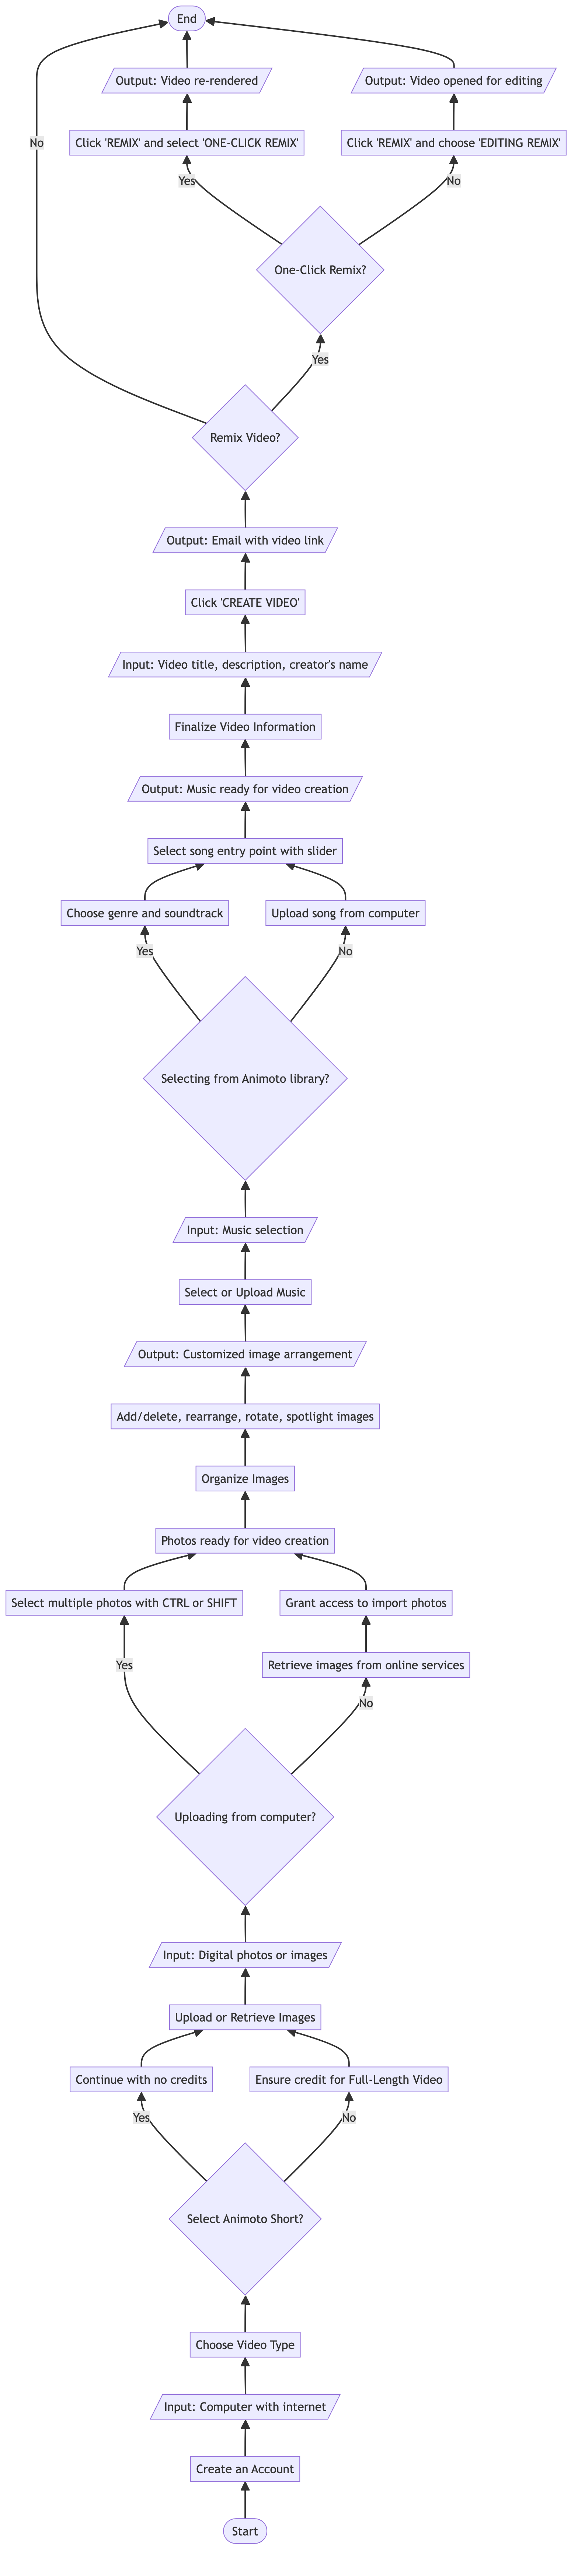 End
Output: Video re-rendered
Output: Video opened for editing
No
Click 'REMIX' and select 'ONE-CLICK REMIX'
Click 'REMIX' and choose 'EDITING REMIX'
Yes
No
One-Click Remix?
Yes
Remix Video?
Output: Email with video link
Click 'CREATE VIDEO'
Input: Video title, description, creator's name
Finalize Video Information
Output: Music ready for video creation
Select song entry point with slider
Choose genre and soundtrack
Upload song from computer
Yes
No
Selecting from Animoto library?
Input: Music selection
Select or Upload Music
Output: Customized image arrangement
Add/delete, rearrange, rotate, spotlight images
Organize Images
Photos ready for video creation
Select multiple photos with CTRL or SHIFT
Grant access to import photos
Yes
Retrieve images from online services
No
Uploading from computer?
Input: Digital photos or images
Upload or Retrieve Images
Continue with no credits
Ensure credit for Full-Length Video
Yes
No
Select Animoto Short?
Choose Video Type
Input: Computer with internet
Create an Account
Start